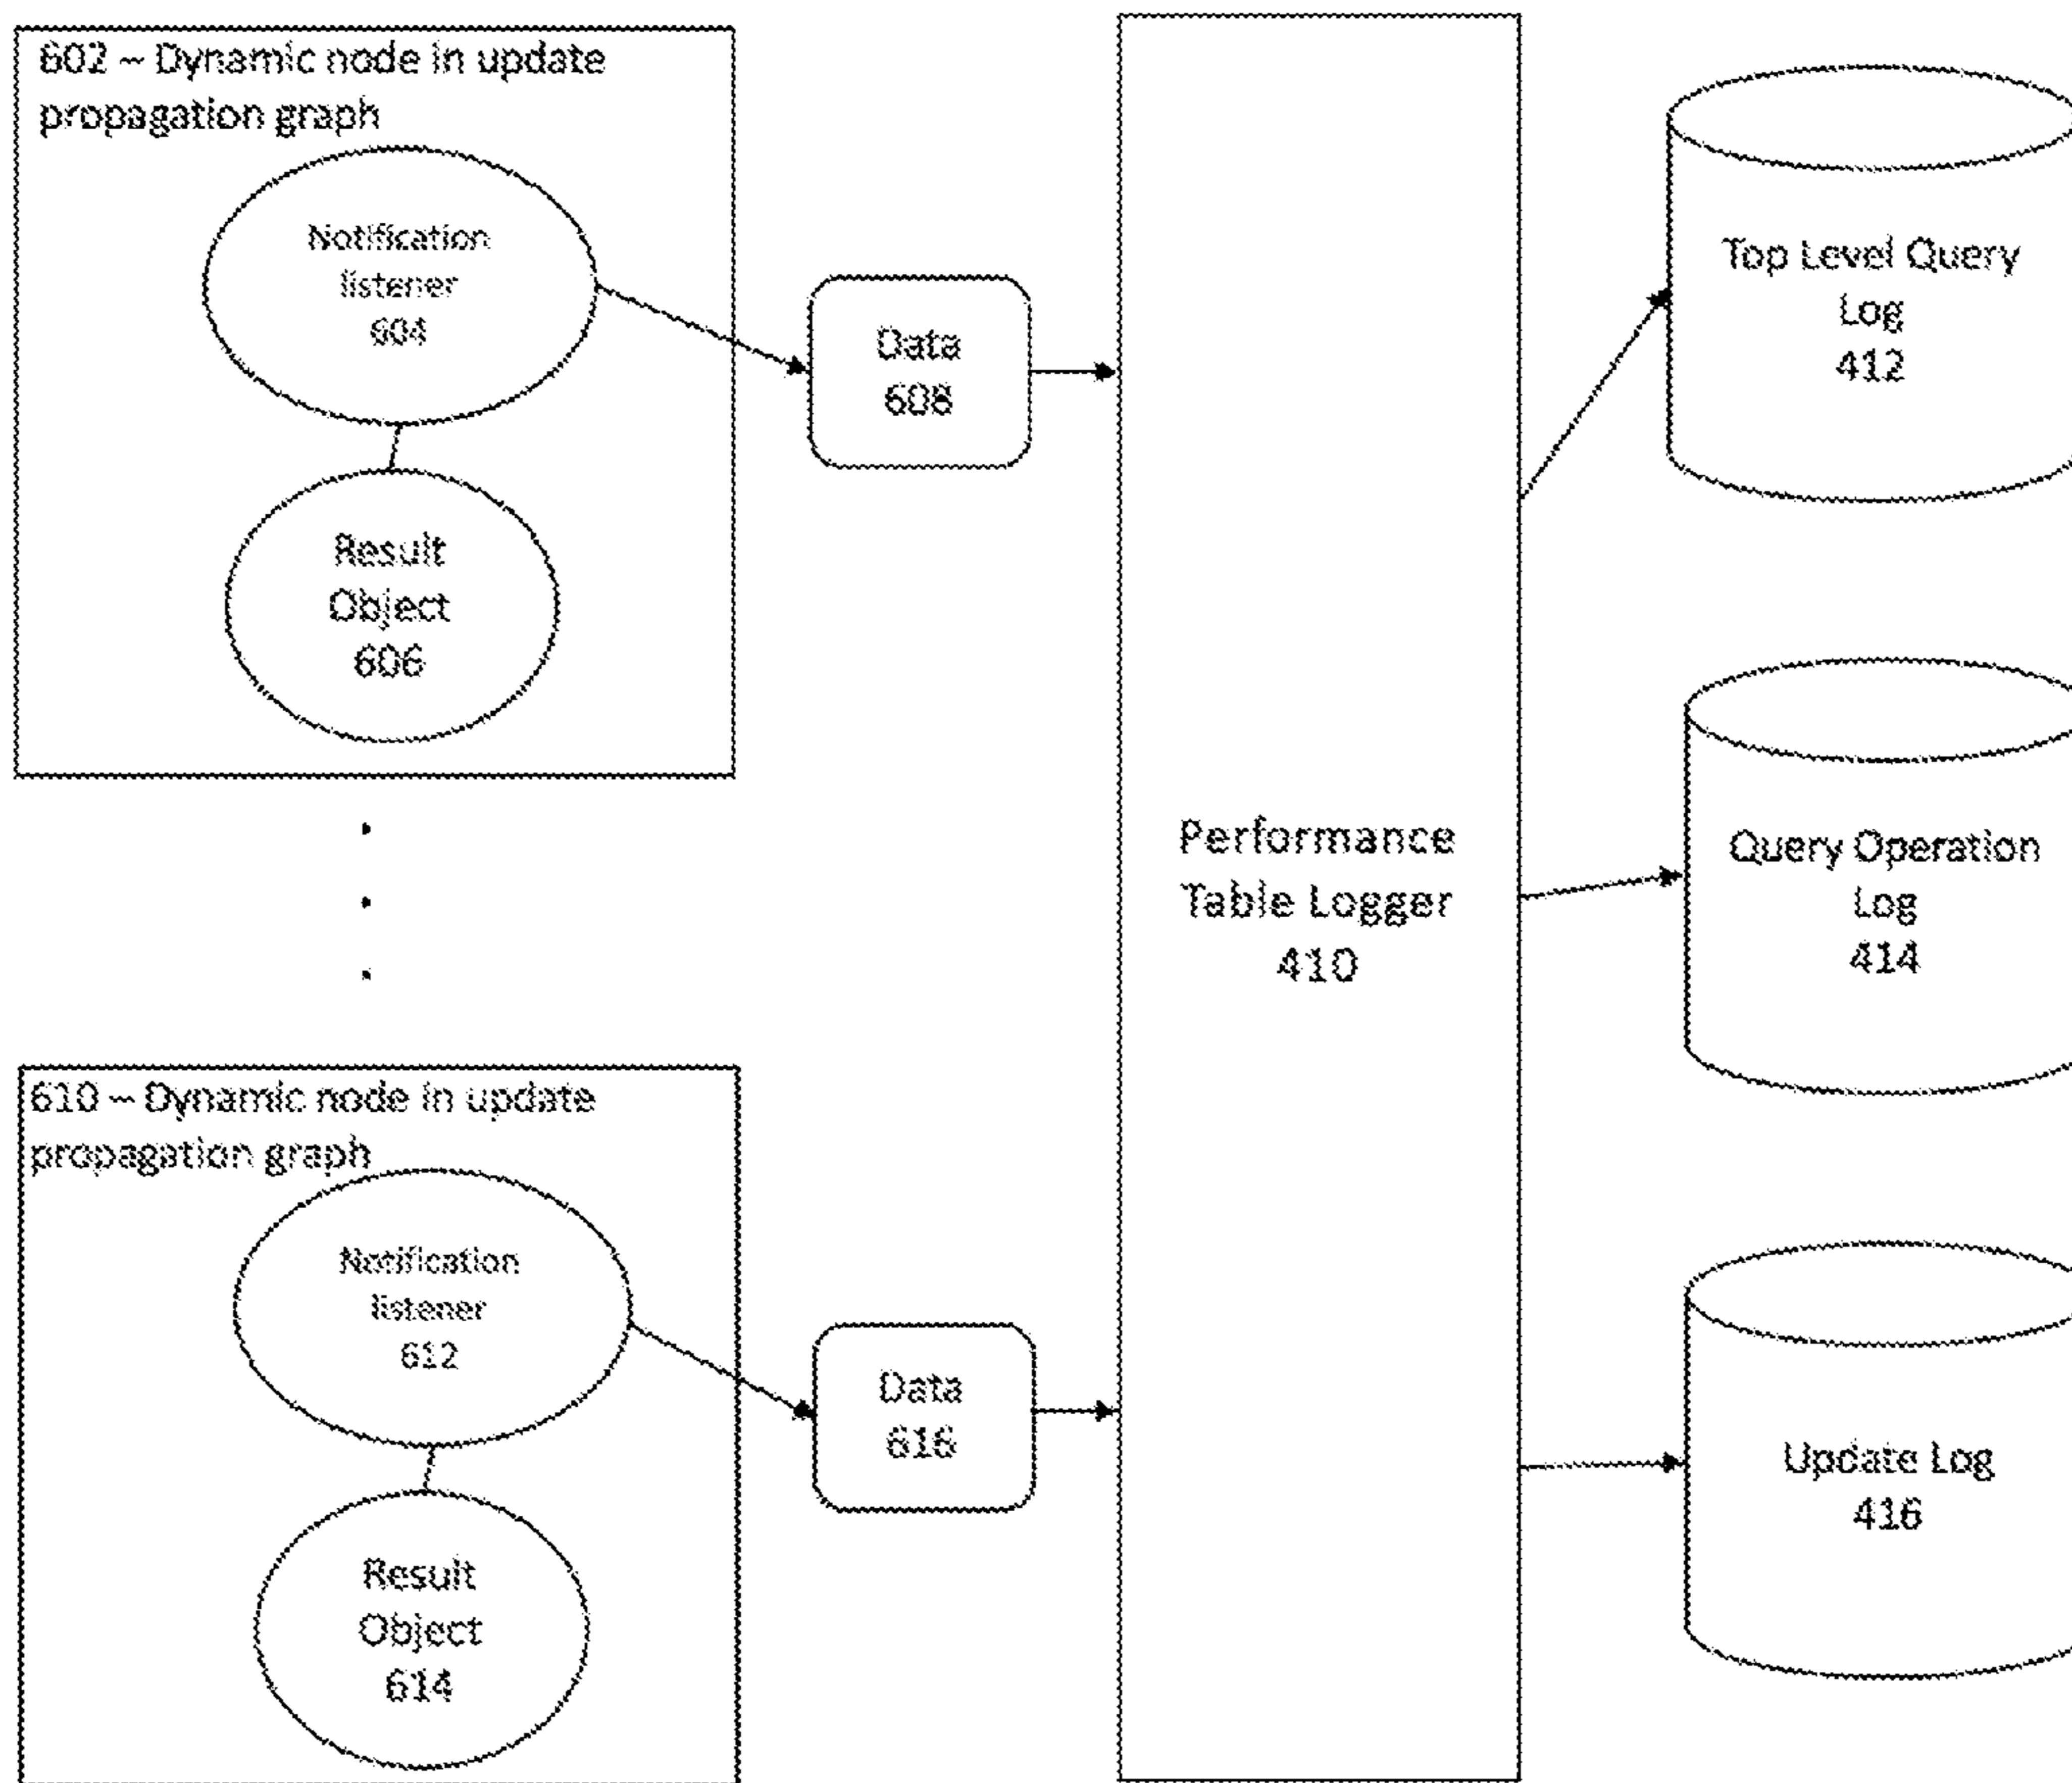 602 – Dynamic node in update
propagation graph
Notification
listener
604
Result
Object
606
Data
608
610 – Dynamic node in update
propagation graph
Notification
listener
612
Result
Object
614
Data
616
Performance
Table Logger
410
Top Level Query
Log
412
Query Operation
Log
414
Update Log
416